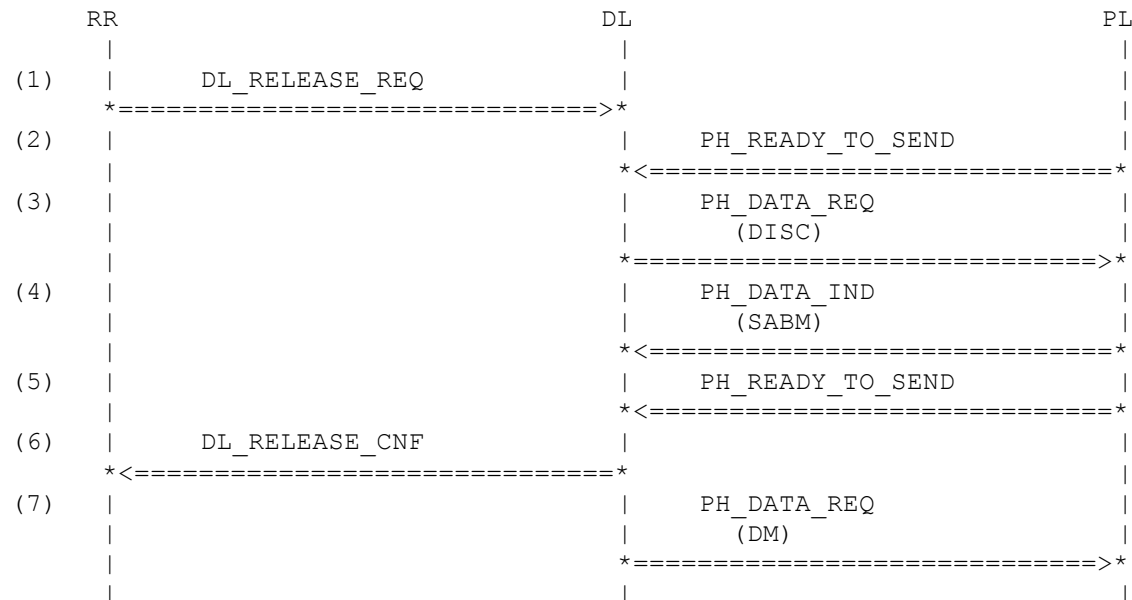 RR DL PL
(1) DL_RELEASE_REQ
(2) PH_READY_TO_SEND
(3) PH_DATA_REQ
(DISC)
(4) PH_DATA_IND
(SABM)
(5) PH_READY_TO_SEND
(6) DL_RELEASE_CNF
(7) PH_DATA_REQ
(DM)